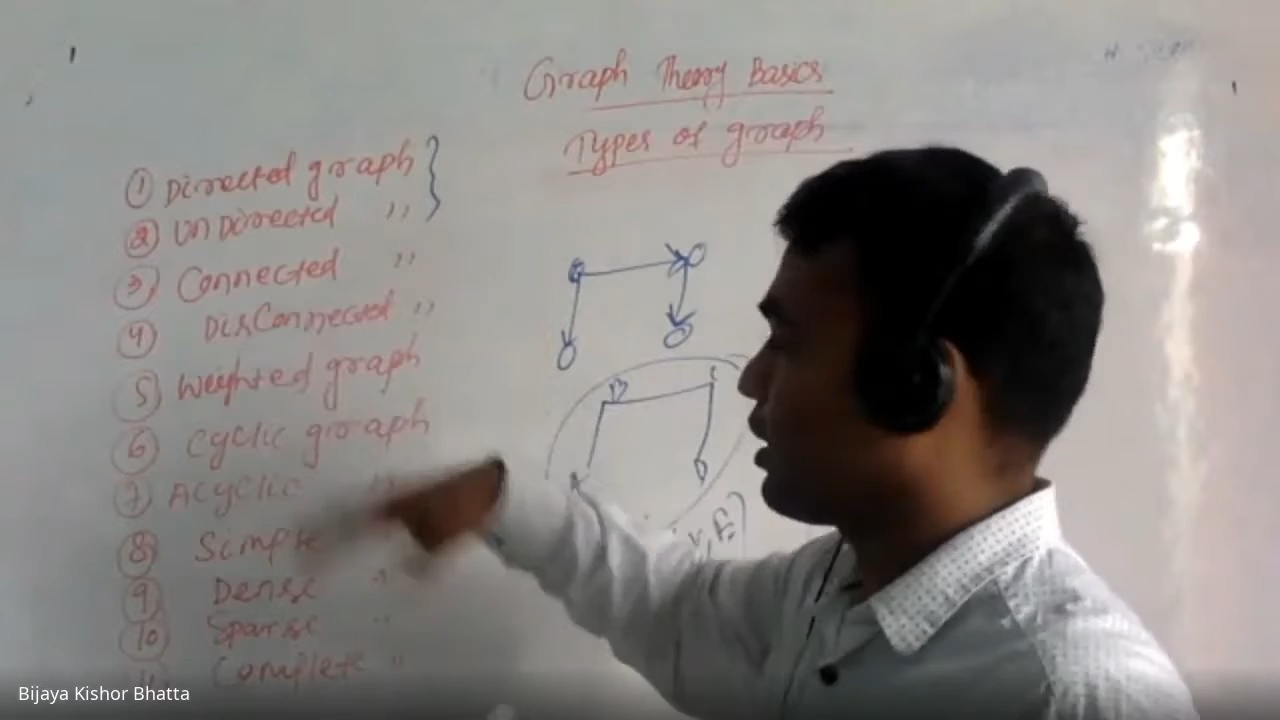 Graph Theory Basics
Types of graph
① Directed graph
② UnDirected ''
③ Connected ''
④ DisConnected ''
⑤ Weighted graph
⑥ Cyclic graph
⑦ Acyclic ''
⑧ Simple
⑨ Dense ''
⑩ Sparse ''
11 Complete ''
B
C
D
Bijaya Kishor Bhatta